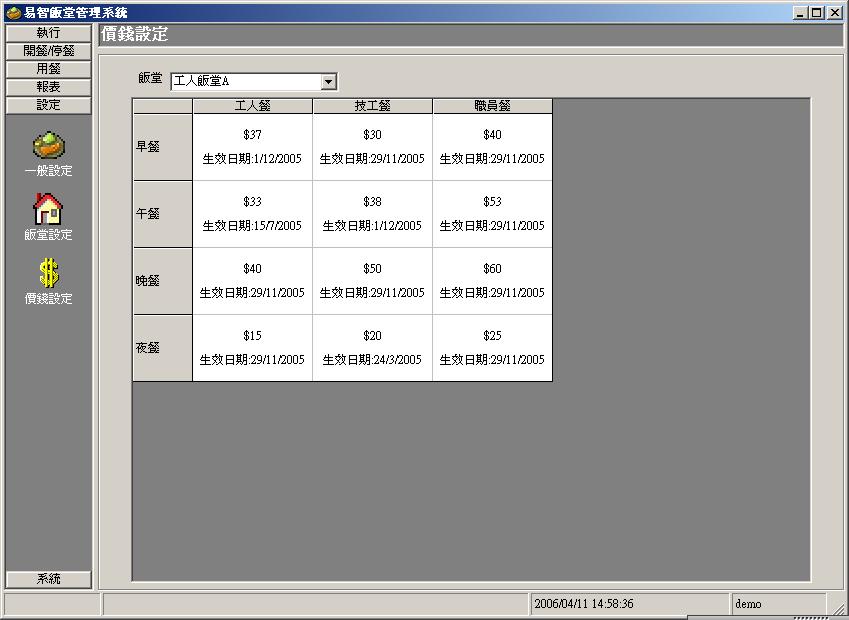 易智飯堂管理系統
執行
開餐/停餐
用餐
報表
設定
一般設定
飯堂設定
價錢設定
系統
價錢設定
飯堂 工人飯堂A
工人餐 技工餐 職員餐
早餐
$37 $30 $40
生效日期:1/12/2005 生效日期:29/11/2005 生效日期:29/11/2005
午餐
$33 $38 $53
生效日期:15/7/2005 生效日期:1/12/2005 生效日期:29/11/2005
晚餐
$40 $50 $60
生效日期:29/11/2005 生效日期:29/11/2005 生效日期:29/11/2005
夜餐
$15 $20 $25
生效日期:29/11/2005 生效日期:24/3/2005 生效日期:29/11/2005
2006/04/11 14:58:36 demo